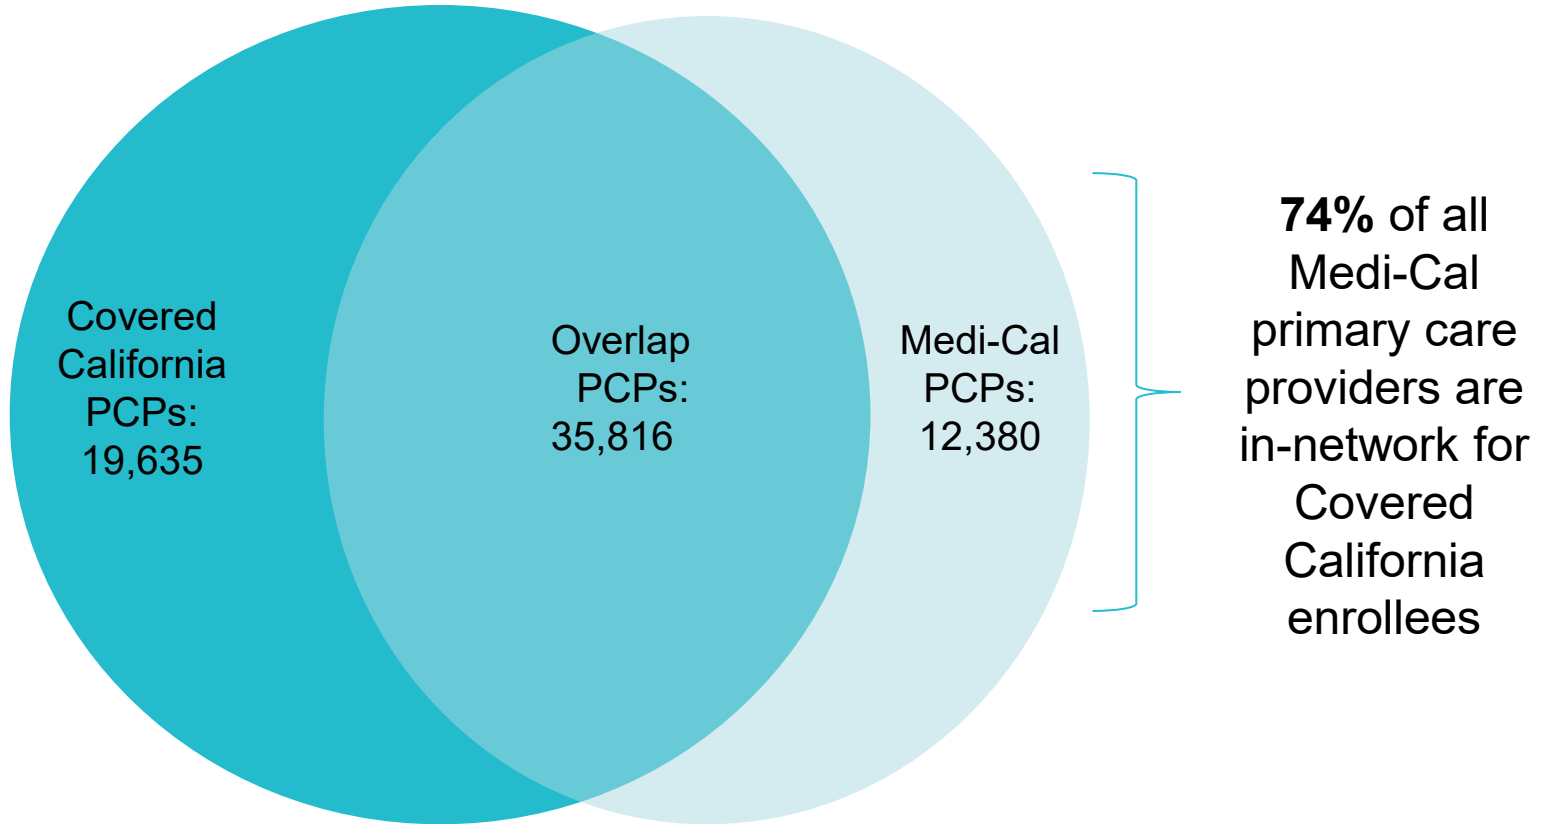 Covered
California
PCPs:
19,635
Overlap
PCPs:
35,816
Medi-Cal
PCPs:
12,380
74% of all
Medi-Cal
primary care
providers are
in-network for
Covered
California
enrollees